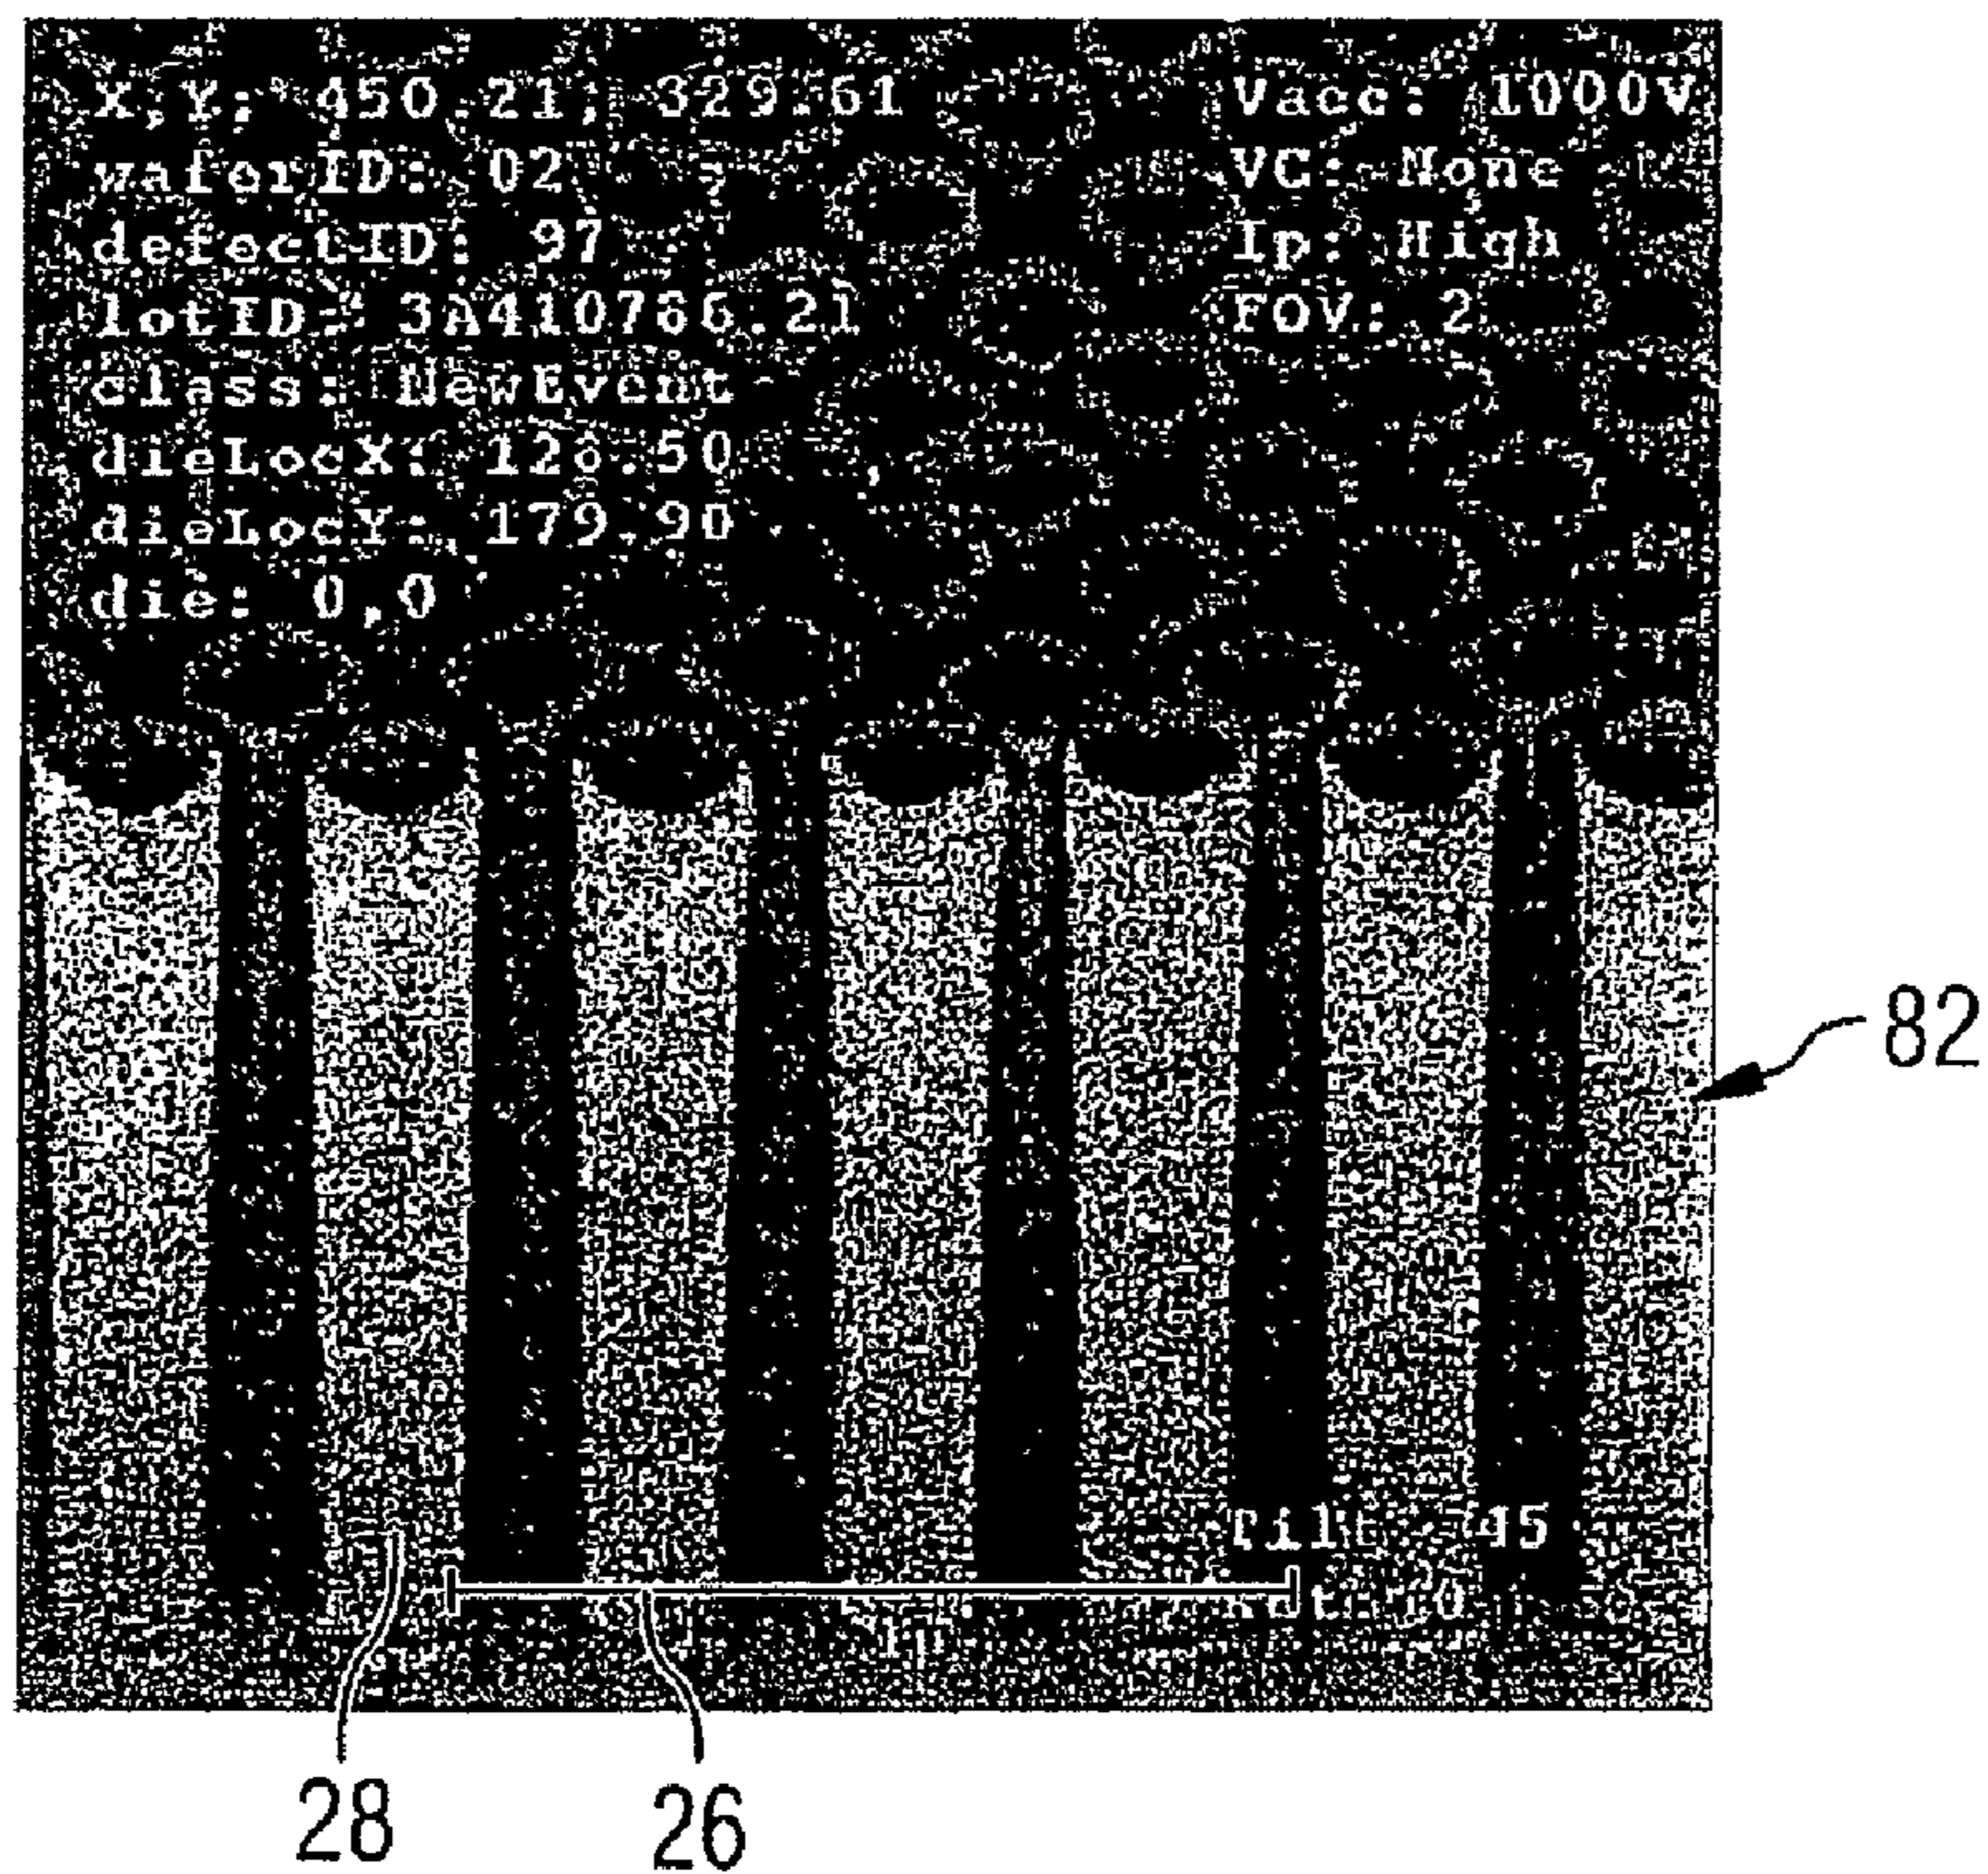 X,Y: 450.21, 329.61
Vacc: 1000V
waferID: 02
VC: None
defectID: 97
Ip: High
lotID: 3A410786.21
FOV: 2
class: NewEvent
dieLocX: 128.50
dieLocY: 179.90
die: 0,0
82
45
28
26